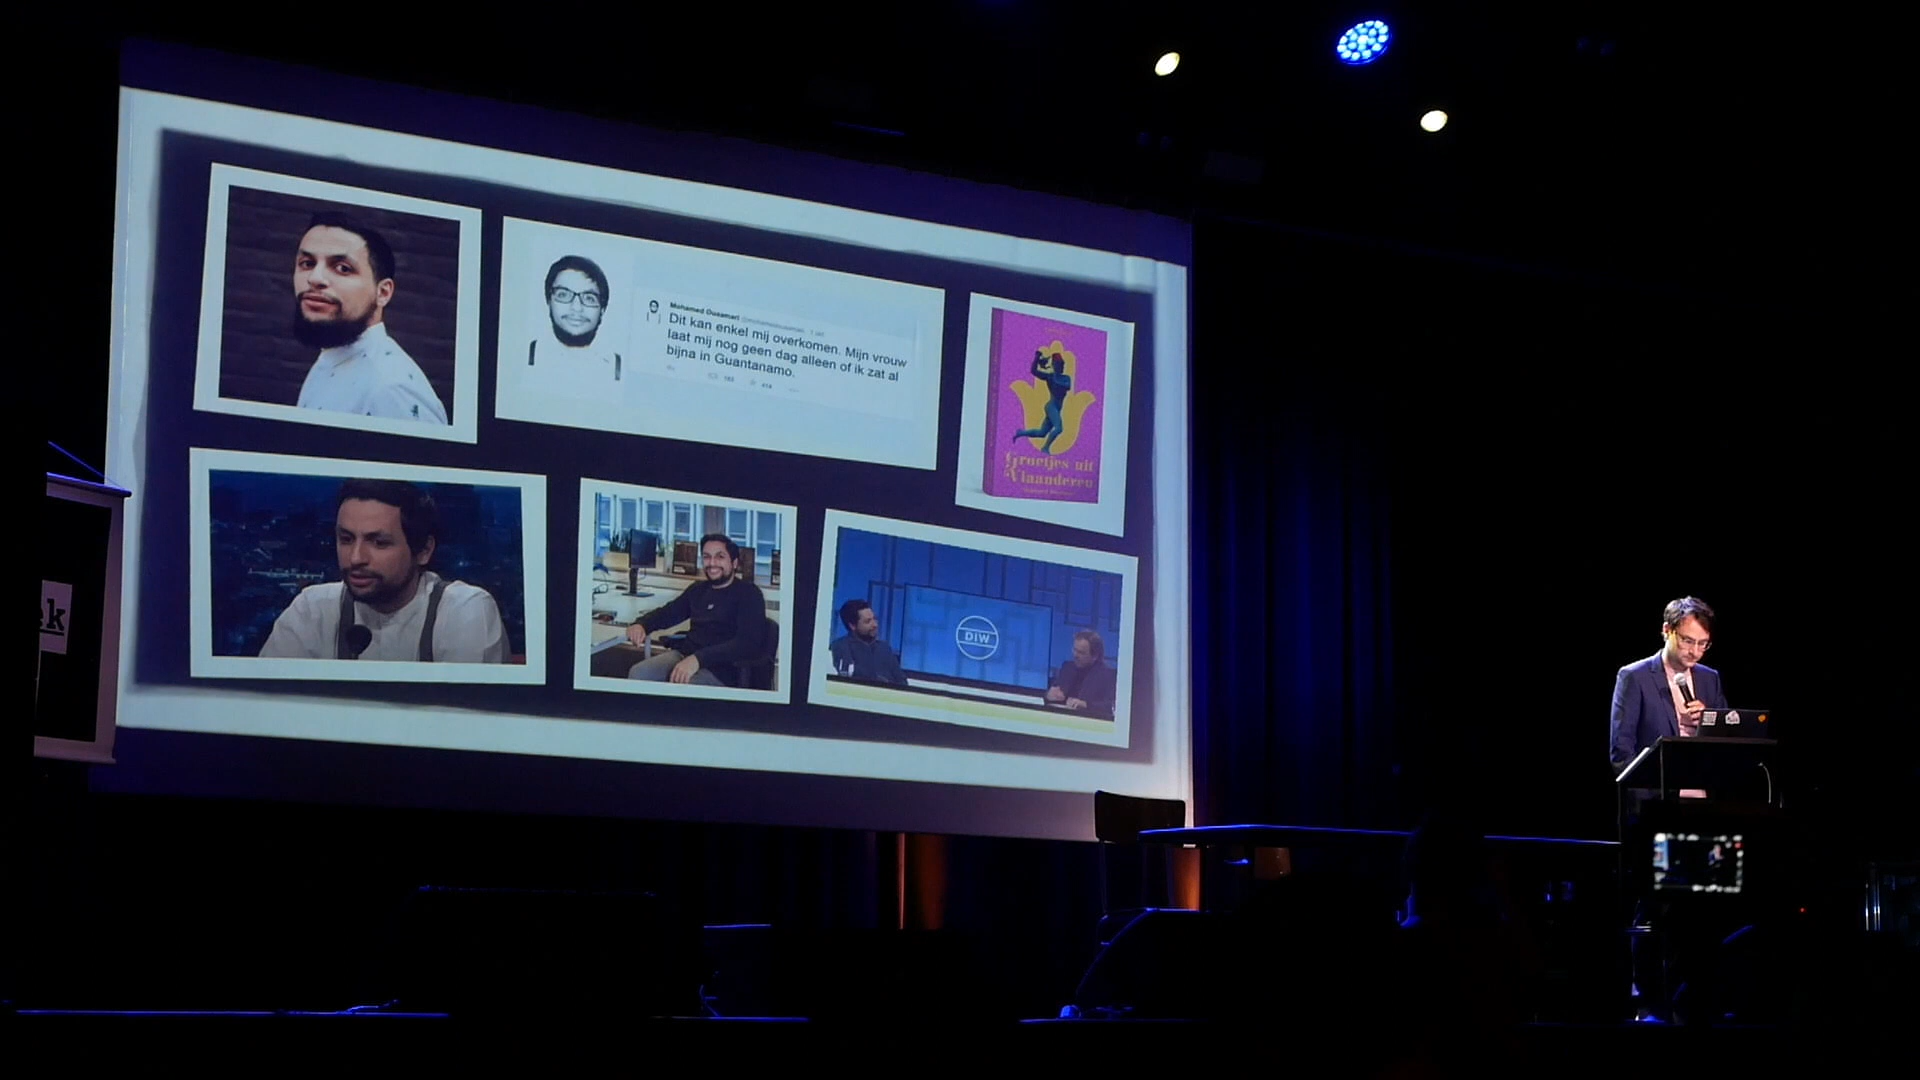 Mohamed Ouaamari
Dit kan enkel mij overkomen. Mijn vrouw
laat mij nog geen dag alleen of ik zat al
bijna in Guantanamo.
Groetjes uit
Vlaanderen
DIW
k